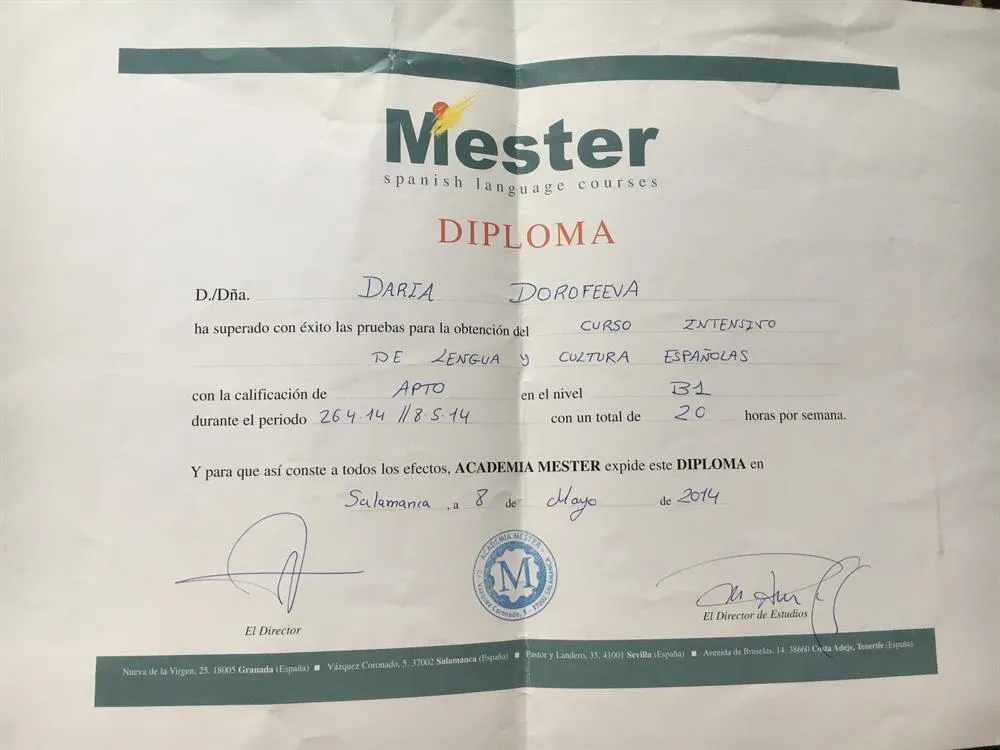 Mester
spanish language courses
DIPLOMA
D./Dña. DARIA DOROFEEVA
ha superado con éxito las pruebas para la obtención del CURSO INTENSIVO
DE LENGUA Y CULTURA ESPAÑOLAS
con la calificación de APTO en el nivel B1
durante el periodo 26 4.14 // 8.5.14 con un total de 20 horas por semana.
Y para que así conste a todos los efectos, ACADEMIA MESTER expide este DIPLOMA en
Salamanca , a 8 de Mayo de 2014
· ACADEMIA MESTER ·
M
C/. Vázquez Coronado, 5 - 37002 SALAMANCA
El Director
El Director de Estudios
Nueva de la Virgen, 25. 18005 Granada (España) ■ Vázquez Coronado, 5. 37002 Salamanca (España) ■ Pastor y Landero, 35. 41001 Sevilla (España) ■ Avenida de Bruselas, 14. 38660 Costa Adeje, Tenerife (España)